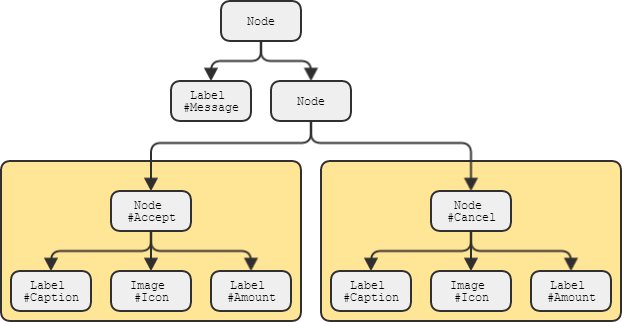 Node
Label
#Message
Node
Node
#Accept
Node
#Cancel
Label
#Caption
Image
#Icon
Label
#Amount
Label
#Caption
Image
#Icon
Label
#Amount